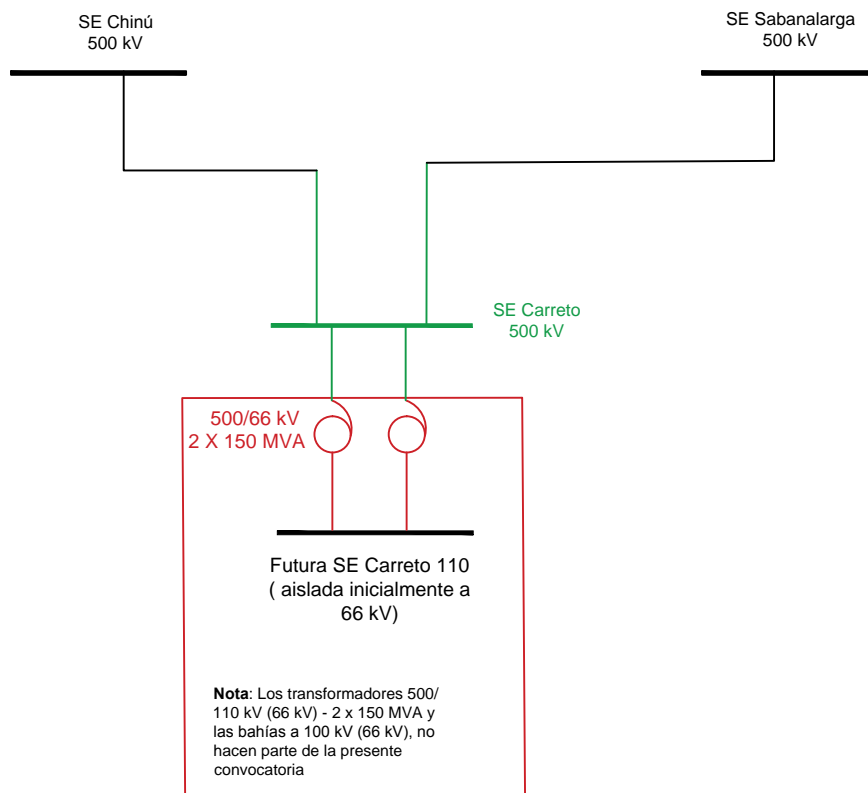 SE Chinú
500 kV
SE Sabanalarga
500 kV
SE Carreto
500 kV
500/66 kV
2 X 150 MVA
Futura SE Carreto 110
( aislada inicialmente a
66 kV)
Nota: Los transformadores 500/
110 kV (66 kV) - 2 x 150 MVA y
las bahías a 100 kV (66 kV), no
hacen parte de la presente
convocatoria